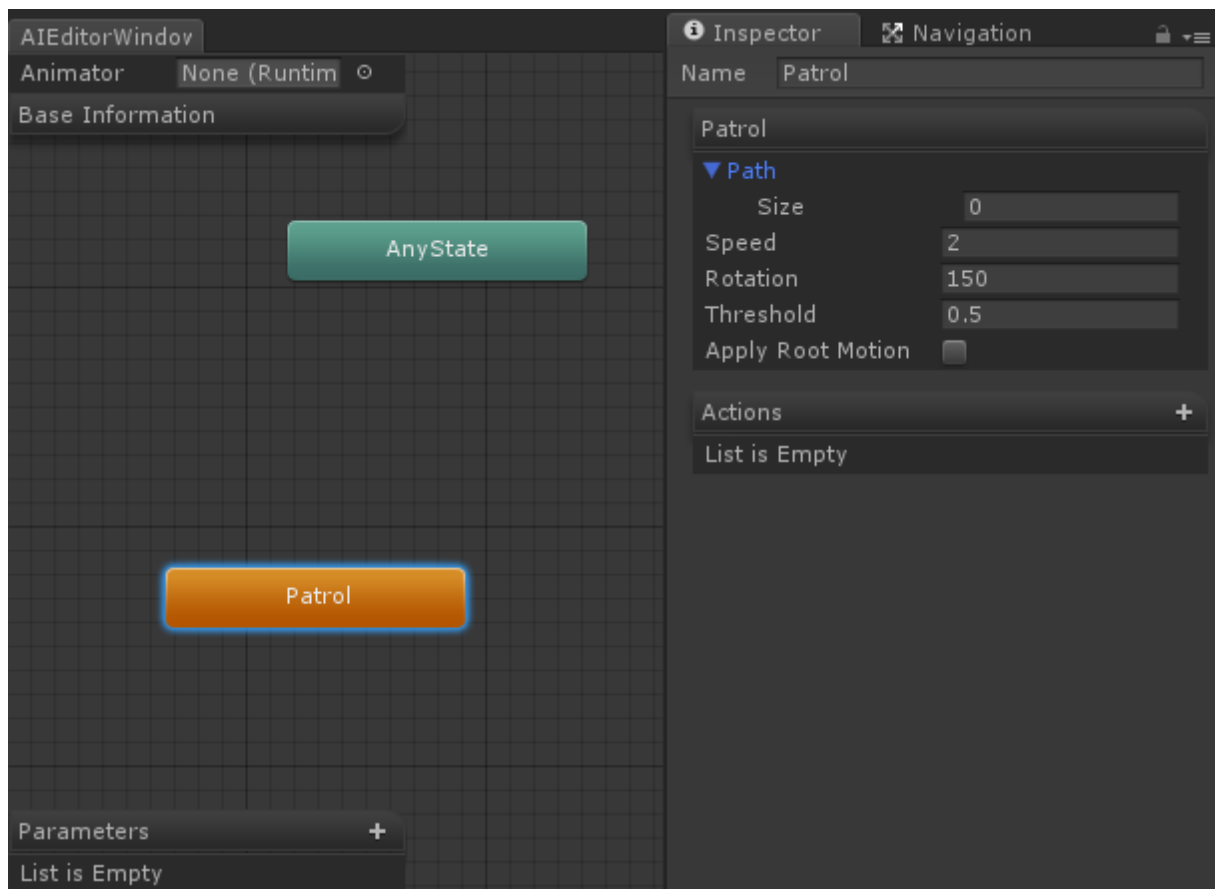 AIEditorWindow
Animator None (Runtim
Base Information
AnyState
Patrol
Parameters +
List is Empty
Inspector Navigation
Name Patrol
Patrol
Path
Size 0
Speed 2
Rotation 150
Threshold 0.5
Apply Root Motion
Actions +
List is Empty